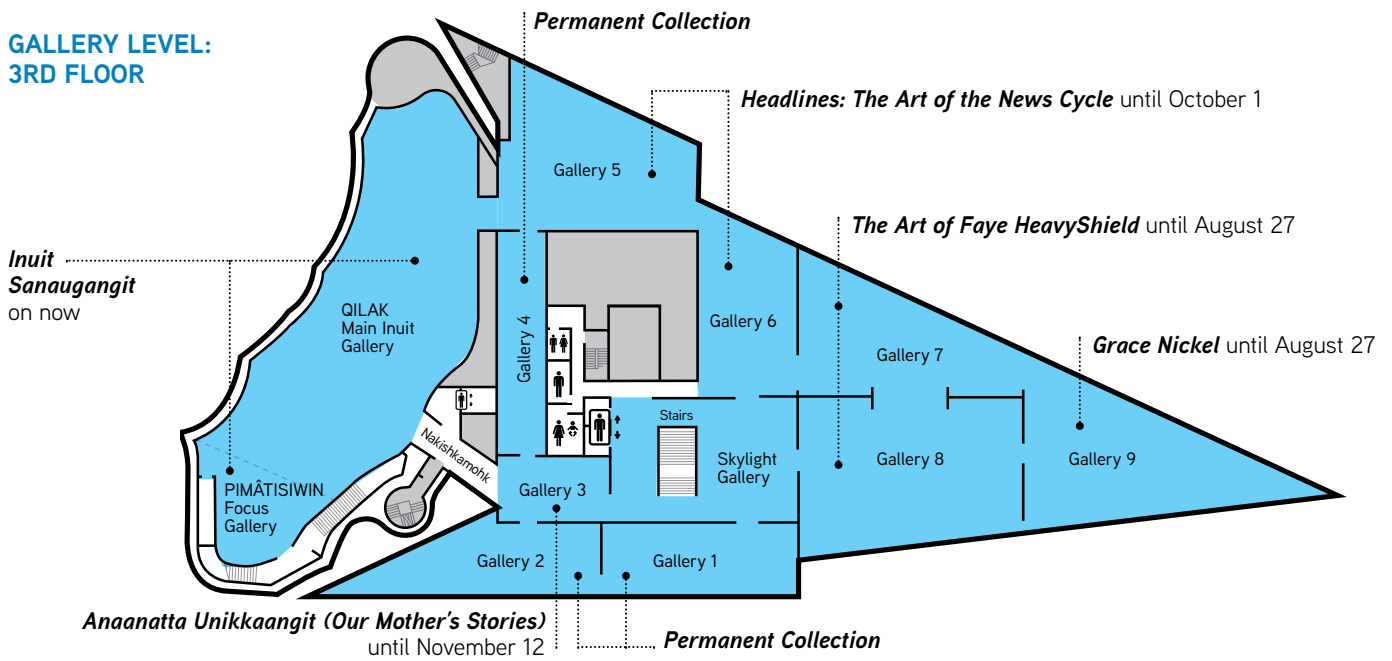 GALLERY LEVEL:
3RD FLOOR
Permanent Collection
Headlines: The Art of the News Cycle until October 1
Gallery 5
The Art of Faye HeavyShield until August 27
Inuit
Sanaugangit
on now
QILAK
Main Inuit
Gallery
Gallery 4
Gallery 6
Grace Nickel until August 27
Gallery 7
Stairs
Nakishkamohk
Skylight
Gallery
Gallery 8
Gallery 9
PIMÂTISIWIN
Focus
Gallery
Gallery 3
Gallery 2
Gallery 1
Anaanatta Unikkaangit (Our Mother's Stories)
until November 12
Permanent Collection